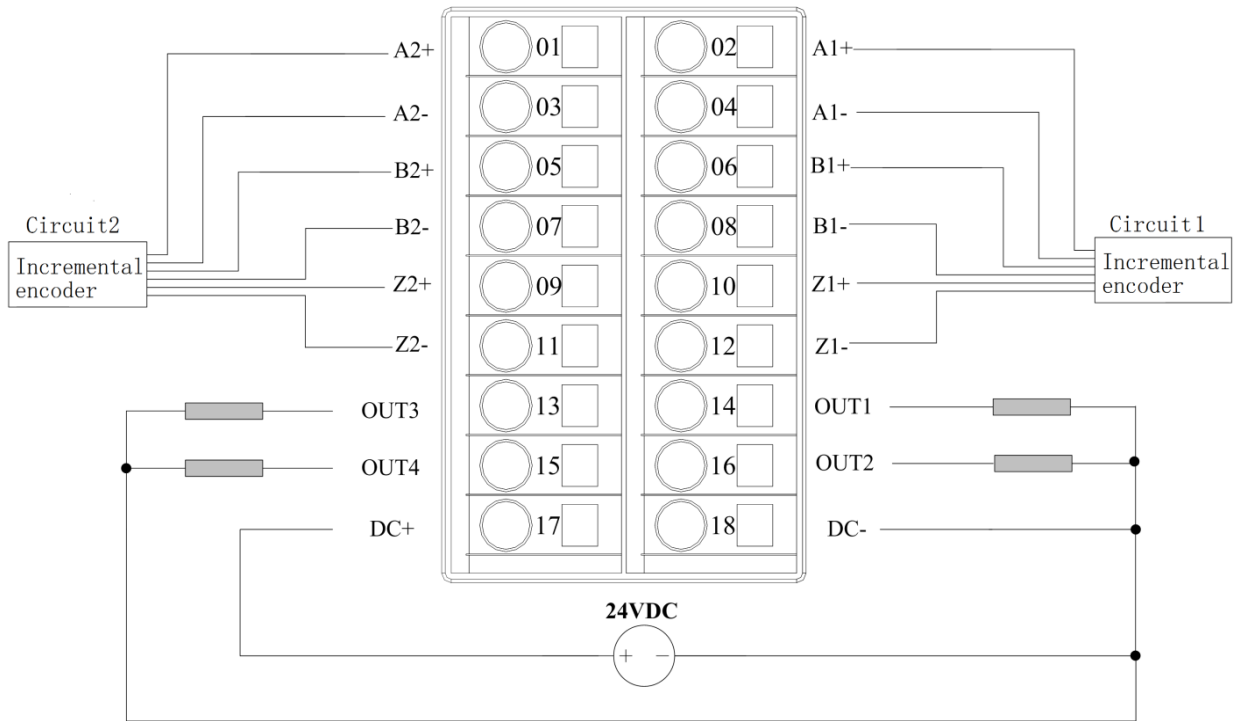 A2+ 01 02 A1+
A2- 03 04 A1-
B2+ 05 06 B1+
Circuit2 B2- 07 08 B1- Circuit1
Incremental
encoder
Z2+ 09 10 Z1+
Incremental
encoder
Z2- 11 12 Z1-
OUT3 13 14 OUT1
OUT4 15 16 OUT2
DC+ 17 18 DC-
24VDC
+ −